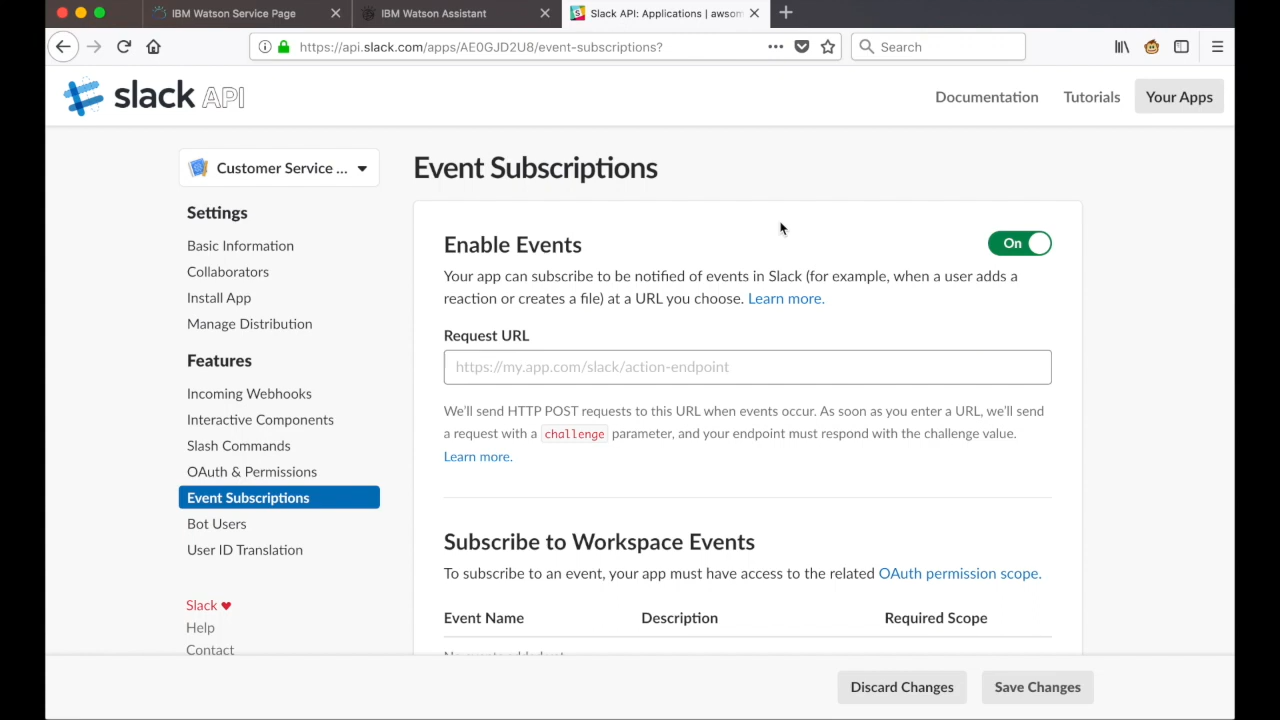 IBM Watson Service Page
IBM Watson Assistant
Slack API: Applications | awsom
https://api.slack.com/apps/AE0GJD2U8/event-subscriptions?
Search
slack API
Documentation
Tutorials
Your Apps
Customer Service ...
Settings
Basic Information
Collaborators
Install App
Manage Distribution
Features
Incoming Webhooks
Interactive Components
Slash Commands
OAuth & Permissions
Event Subscriptions
Bot Users
User ID Translation
Slack ♥
Help
Contact
Event Subscriptions
Enable Events
On
Your app can subscribe to be notified of events in Slack (for example, when a user adds a
reaction or creates a file) at a URL you choose. Learn more.
Request URL
https://my.app.com/slack/action-endpoint
We'll send HTTP POST requests to this URL when events occur. As soon as you enter a URL, we'll send
a request with a challenge parameter, and your endpoint must respond with the challenge value.
Learn more.
Subscribe to Workspace Events
To subscribe to an event, your app must have access to the related OAuth permission scope.
Event Name
Description
Required Scope
Discard Changes
Save Changes